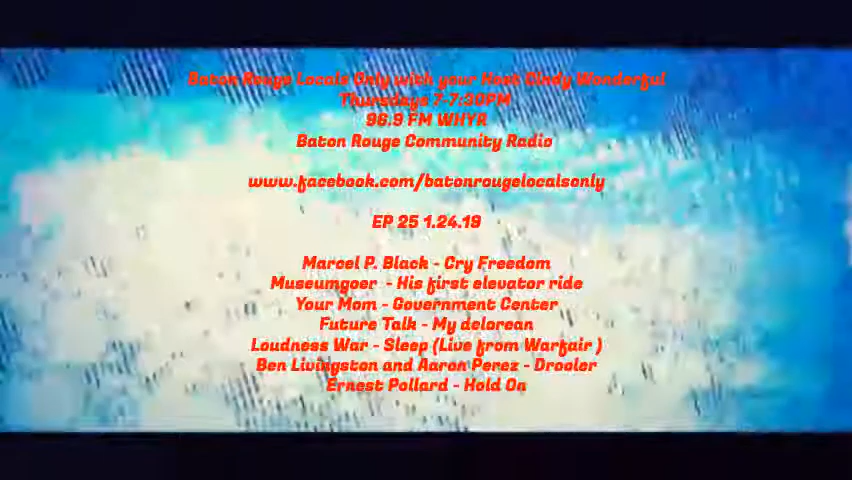 Baton Rouge Locals Only with your Host Cindy Wonderful
Thursdays 7-7:30PM
96.9 FM WHYR
Baton Rouge Community Radio
www.facebook.com/batonrougelocalsonly
EP 25 1.24.19
Marcel P. Black - Cry Freedom
Museumgoer - His first elevator ride
Your Mom - Government Center
Future Talk - My delorean
Loudness War - Sleep (Live from Warfair )
Ben Livingston and Aaron Perez - Drooler
Ernest Pollard - Hold On